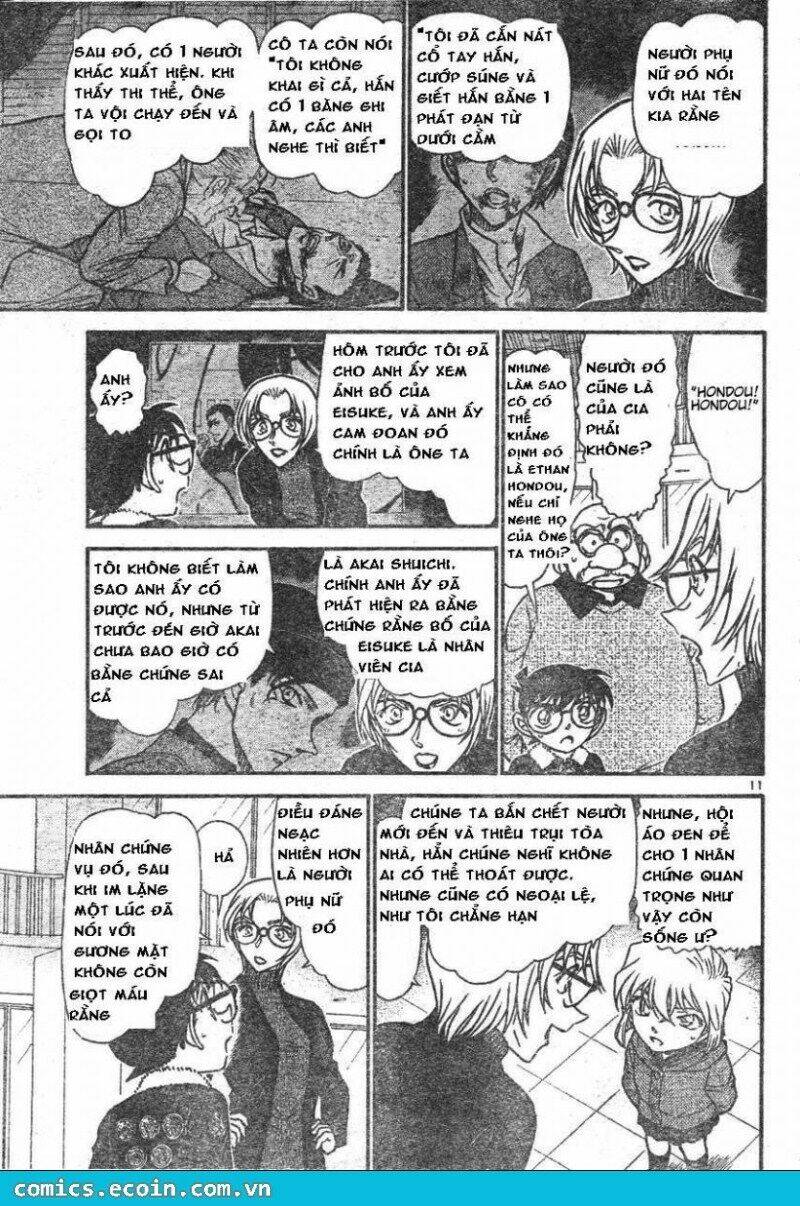 NGƯỜI PHỤ
NỮ ĐÓ NÓI
VỚI HAI TÊN
KIA RẰNG
............
"TÔI ĐÃ CẮN NÁT
CỔ TAY HẮN,
CƯỚP SÚNG VÀ
GIẾT HẮN BẰNG 1
PHÁT ĐẠN TỪ
DƯỚI CẰM
CÔ TA CÒN NÓI
"TÔI KHÔNG
KHAI GÌ CẢ, HẮN
CÓ 1 BĂNG GHI
ÂM, CÁC ANH
NGHE THÌ BIẾT"
SAU ĐÓ, CÓ 1 NGƯỜI
KHÁC XUẤT HIỆN. KHI
THẤY THI THỂ, ÔNG
TA VỘI CHẠY ĐẾN VÀ
GỌI TO
"HONDOU!
HONDOU!"
NGƯỜI ĐÓ
CŨNG LÀ
CỦA CIA
PHẢI
KHÔNG?
NHƯNG
LÀM SAO
CÔ CÓ
THỂ
KHẲNG
ĐỊNH ĐÓ
LÀ ETHAN
HONDOU,
NẾU CHỈ
NGHE HỌ
CỦA ÔNG
TA THÔI?
HÔM TRƯỚC TÔI ĐÃ
CHO ANH ẤY XEM
ẢNH BỐ CỦA
EISUKE, VÀ ANH ẤY
CAM ĐOAN ĐÓ
CHÍNH LÀ ÔNG TA
ANH
ẤY?
LÀ AKAI SHUICHI.
CHÍNH ANH ẤY ĐÃ
PHÁT HIỆN RA BẰNG
CHỨNG RẰNG BỐ CỦA
EISUKE LÀ NHÂN
VIÊN CIA
TÔI KHÔNG BIẾT LÀM
SAO ANH ẤY CÓ
ĐƯỢC NÓ, NHƯNG TỪ
TRƯỚC ĐẾN GIỜ AKAI
CHƯA BAO GIỜ CÓ
BẰNG CHỨNG SAI
CẢ
11
NHƯNG, HỘI
ÁO ĐEN ĐỂ
CHO 1 NHÂN
CHỨNG QUAN
TRỌNG NHƯ
VẬY CÒN
SỐNG Ư?
CHÚNG TA BẮN CHẾT NGƯỜI
MỚI ĐẾN VÀ THIÊU TRỤI TÒA
NHÀ, HẲN CHÚNG NGHĨ KHÔNG
AI CÓ THỂ THOÁT ĐƯỢC.
NHƯNG CŨNG CÓ NGOẠI LỆ,
NHƯ TÔI CHẲNG HẠN
ĐIỀU ĐÁNG
NGẠC
NHIÊN HƠN
LÀ NGƯỜI
PHỤ NỮ
ĐÓ
HẢ
NHÂN CHỨNG
VỤ ĐÓ, SAU
KHI IM LẶNG
MỘT LÚC ĐÃ
NÓI VỚI
GƯƠNG MẶT
KHÔNG CÒN
GIỌT MÁU
RẰNG
comics.ecoin.com.vn